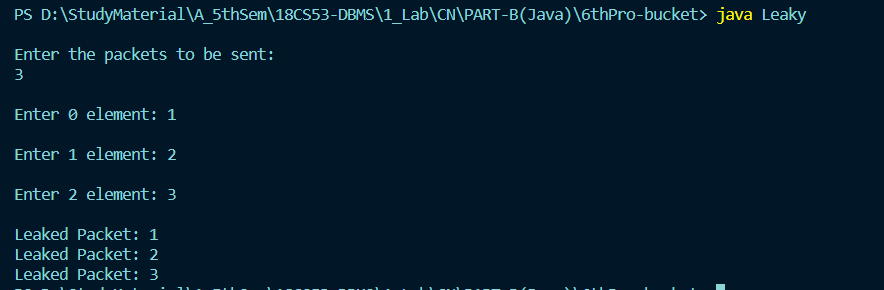 PS D:\StudyMaterial\A_5thSem\18CS53-DBMS\1_Lab\CN\PART-B(Java)\6thPro-bucket> java Leaky
Enter the packets to be sent:
3
Enter 0 element: 1
Enter 1 element: 2
Enter 2 element: 3
Leaked Packet: 1
Leaked Packet: 2
Leaked Packet: 3